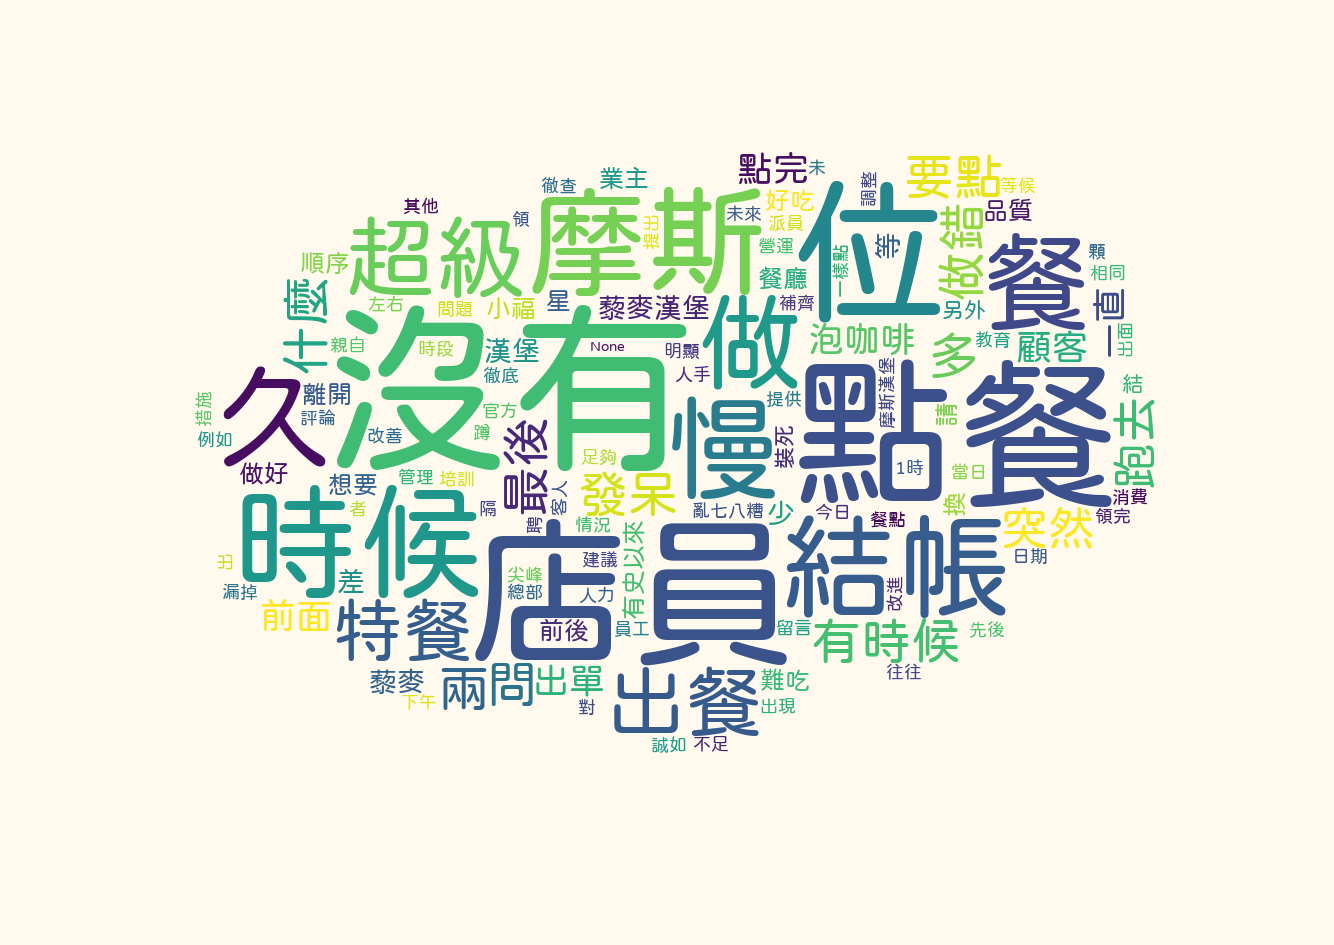 點完
未
業主
徹查
調整
要點
等候
其他
領
摩斯
提出
好吃
未來
派員
位
品質
超級
營運
一樣點
等
做錯
餐
顆
相同
順序
什麼
左右
問題
小福
星
藜麥漢堡
餐廳
補齊
另外
一直
出面
親自
時段
漢堡
None
明顯
做
泡咖啡
多
教育
顧客
沒有
徹底
人手
摩斯漢堡
結
久
離開
措施
評論
官方
提供
慢
點餐
請
跑去
例如
改善
蹲
最後
裝死
做好
想要
管理
培訓
足夠
發呆
1時
當日
消費
時候
者
隔
客人
亂七八糟
少
今日
餐點
換
領完
突然
聘
情況
有史以來
結帳
日期
出
漏掉
差
店員
建議
尖峰
總部
人力
改進
前面
特餐
前後
員工
留言
有時候
先後
藜麥
下午
兩問
出單
對
出餐
難吃
出現
往往
誠如
不足